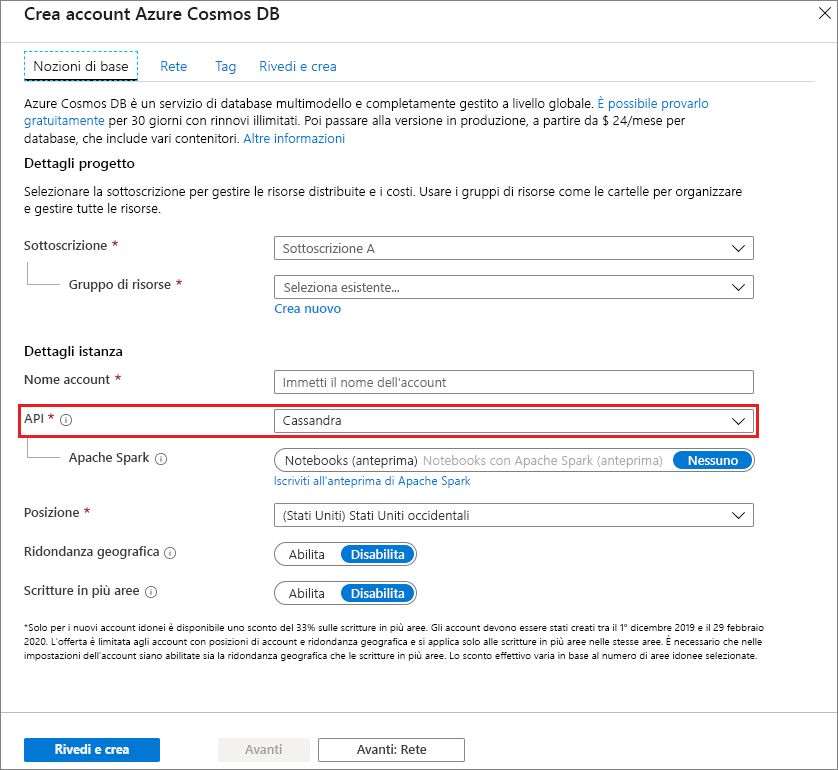 Crea account Azure Cosmos DB
Nozioni di base Rete Tag Rivedi e crea
Azure Cosmos DB è un servizio di database multimodello e completamente gestito a livello globale. È possibile provarlo
gratuitamente per 30 giorni con rinnovi illimitati. Poi passare alla versione in produzione, a partire da $ 24/mese per
database, che include vari contenitori. Altre informazioni
Dettagli progetto
Selezionare la sottoscrizione per gestire le risorse distribuite e i costi. Usare i gruppi di risorse come le cartelle per organizzare
e gestire tutte le risorse.
Sottoscrizione * Sottoscrizione A
Gruppo di risorse * Seleziona esistente...
Crea nuovo
Dettagli istanza
Nome account * Immetti il nome dell'account
API * Cassandra
Apache Spark Notebooks (anteprima) Notebooks con Apache Spark (anteprima) Nessuno
Iscriviti all'anteprima di Apache Spark
Posizione * (Stati Uniti) Stati Uniti occidentali
Ridondanza geografica Abilita Disabilita
Scritture in più aree Abilita Disabilita
*Solo per i nuovi account idonei è disponibile uno sconto del 33% sulle scritture in più aree. Gli account devono essere stati creati tra il 1° dicembre 2019 e il 29 febbraio
2020. L'offerta è limitata agli account con posizioni di account e ridondanza geografica e si applica solo alle scritture in più aree nelle stesse aree. È necesario che nelle
impostazioni dell'account siano abilitate sia la ridondanza geografica che le scritture in più aree. Lo sconto effettivo varia in base al numero di aree idonee selezionate.
Rivedi e crea Avanti Avanti: Rete